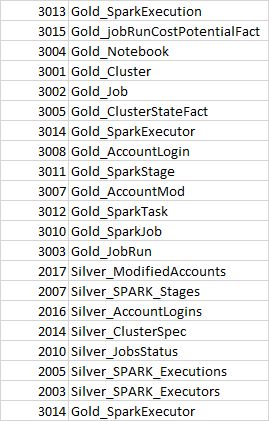 3013 Gold_SparkExecution
3015 Gold_jobRunCostPotentialFact
3004 Gold_Notebook
3001 Gold_Cluster
3002 Gold_Job
3005 Gold_ClusterStateFact
3014 Gold_SparkExecutor
3008 Gold_AccountLogin
3011 Gold_SparkStage
3007 Gold_AccountMod
3012 Gold_SparkTask
3010 Gold_SparkJob
3003 Gold_JobRun
2017 Silver_ModifiedAccounts
2007 Silver_SPARK_Stages
2016 Silver_AccountLogins
2014 Silver_ClusterSpec
2010 Silver_JobsStatus
2005 Silver_SPARK_Executions
2003 Silver_SPARK_Executors
3014 Gold_SparkExecutor